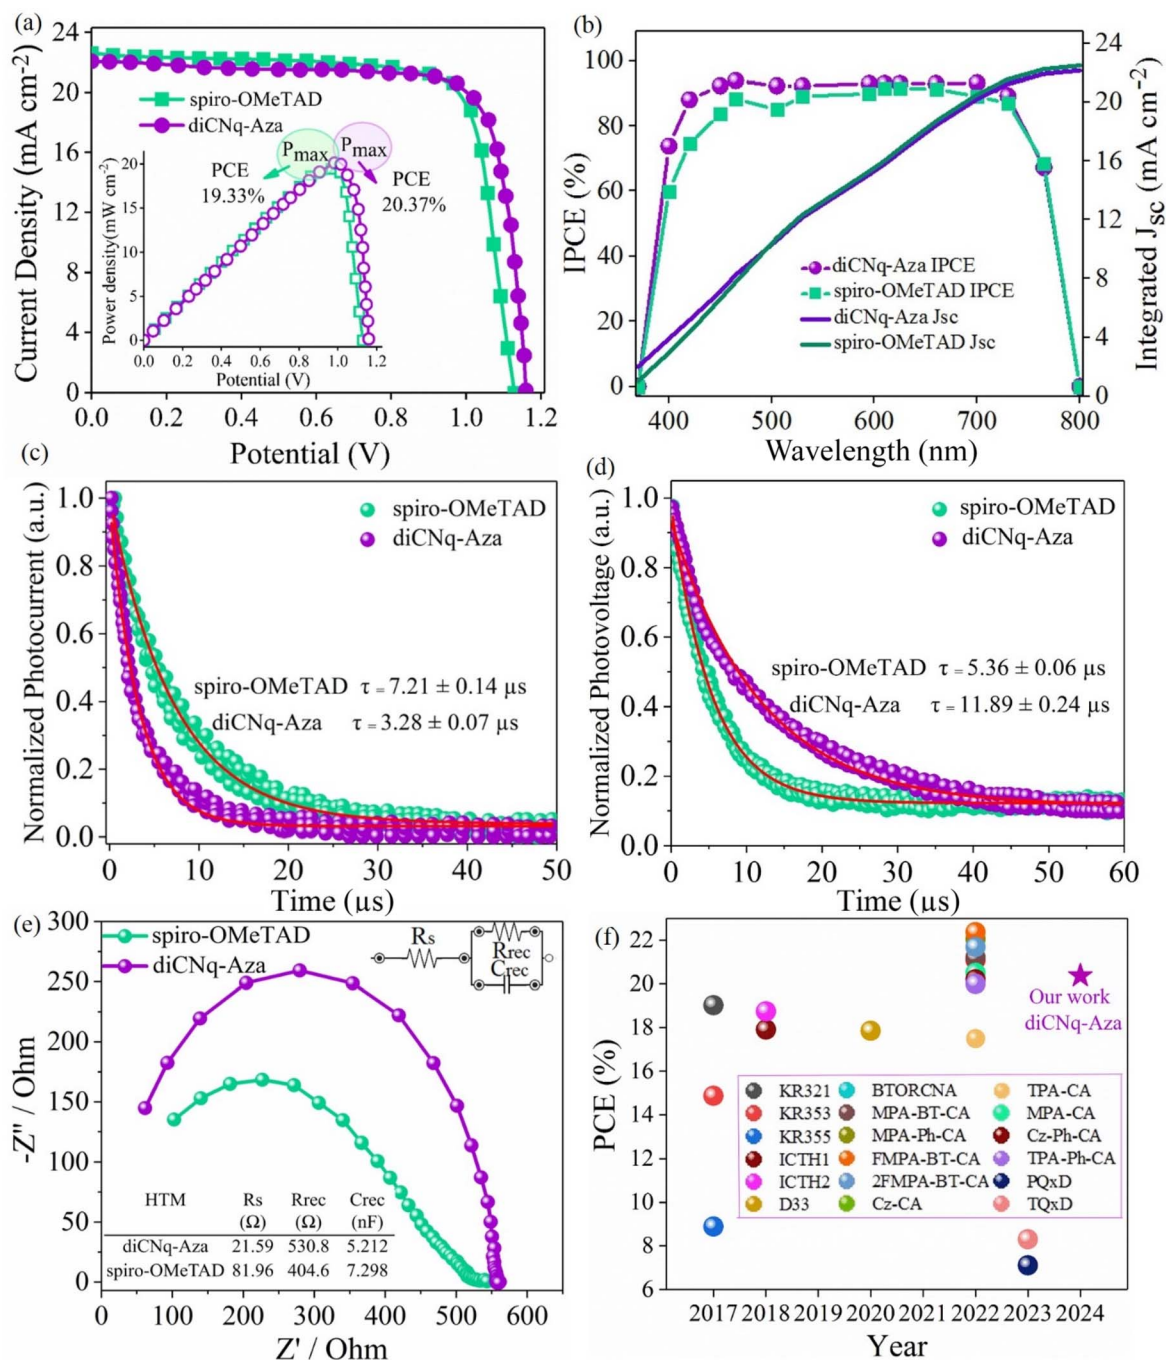 (a)
24
20
16
12
8
4
0
Current Density (mA cm-2)
spiro-OMeTAD
diCNq-Aza
Pmax
Pmax
PCE
19.33%
PCE
20.37%
20
15
10
5
0
Power density(mW cm-2)
0.0 0.2 0.4 0.6 0.8 1.0 1.2
Potential (V)
0.0 0.2 0.4 0.6 0.8 1.0 1.2
Potential (V)
(b)
100
80
60
40
20
0
IPCE (%)
24
20
16
12
8
4
0
Integrated JSC (mA cm-2)
diCNq-Aza IPCE
spiro-OMeTAD IPCE
diCNq-Aza Jsc
spiro-OMeTAD Jsc
400 500 600 700 800
Wavelength (nm)
(c)
1.0
0.8
0.6
0.4
0.2
0.0
Normalized Photocurrent (a.u.)
spiro-OMeTAD
diCNq-Aza
spiro-OMeTAD τ = 7.21 ± 0.14 µs
diCNq-Aza τ = 3.28 ± 0.07 µs
0 10 20 30 40 50
Time (µs)
(d)
1.0
0.8
0.6
0.4
0.2
0.0
Normalized Photovoltage (a.u.)
spiro-OMeTAD
diCNq-Aza
spiro-OMeTAD τ = 5.36 ± 0.06 µs
diCNq-Aza τ = 11.89 ± 0.24 µs
0 10 20 30 40 50 60
Time (µs)
(e)
300
250
200
150
100
50
0
-Z'' / Ohm
spiro-OMeTAD
diCNq-Aza
Rs
Rrec
Crec
HTM Rs Rrec Crec
(Ω) (Ω) (nF)
diCNq-Aza 21.59 530.8 5.212
spiro-OMeTAD 81.96 404.6 7.298
0 100 200 300 400 500 600
Z' / Ohm
(f)
22
20
18
16
14
12
10
8
6
PCE (%)
Our work
diCNq-Aza
KR321 BTORCNA TPA-CA
KR353 MPA-BT-CA MPA-CA
KR355 MPA-Ph-CA Cz-Ph-CA
ICTH1 FMPA-BT-CA TPA-Ph-CA
ICTH2 2FMPA-BT-CA PQxD
D33 Cz-CA TQxD
2017 2018 2019 2020 2021 2022 2023 2024
Year